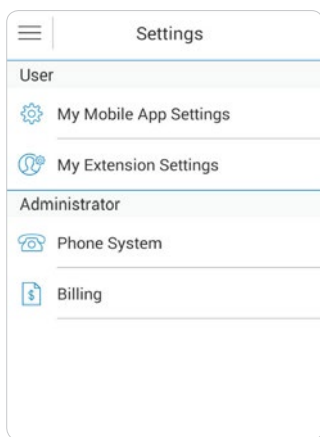 Settings
User
My Mobile App Settings
My Extension Settings
Administrator
Phone System
$ Billing